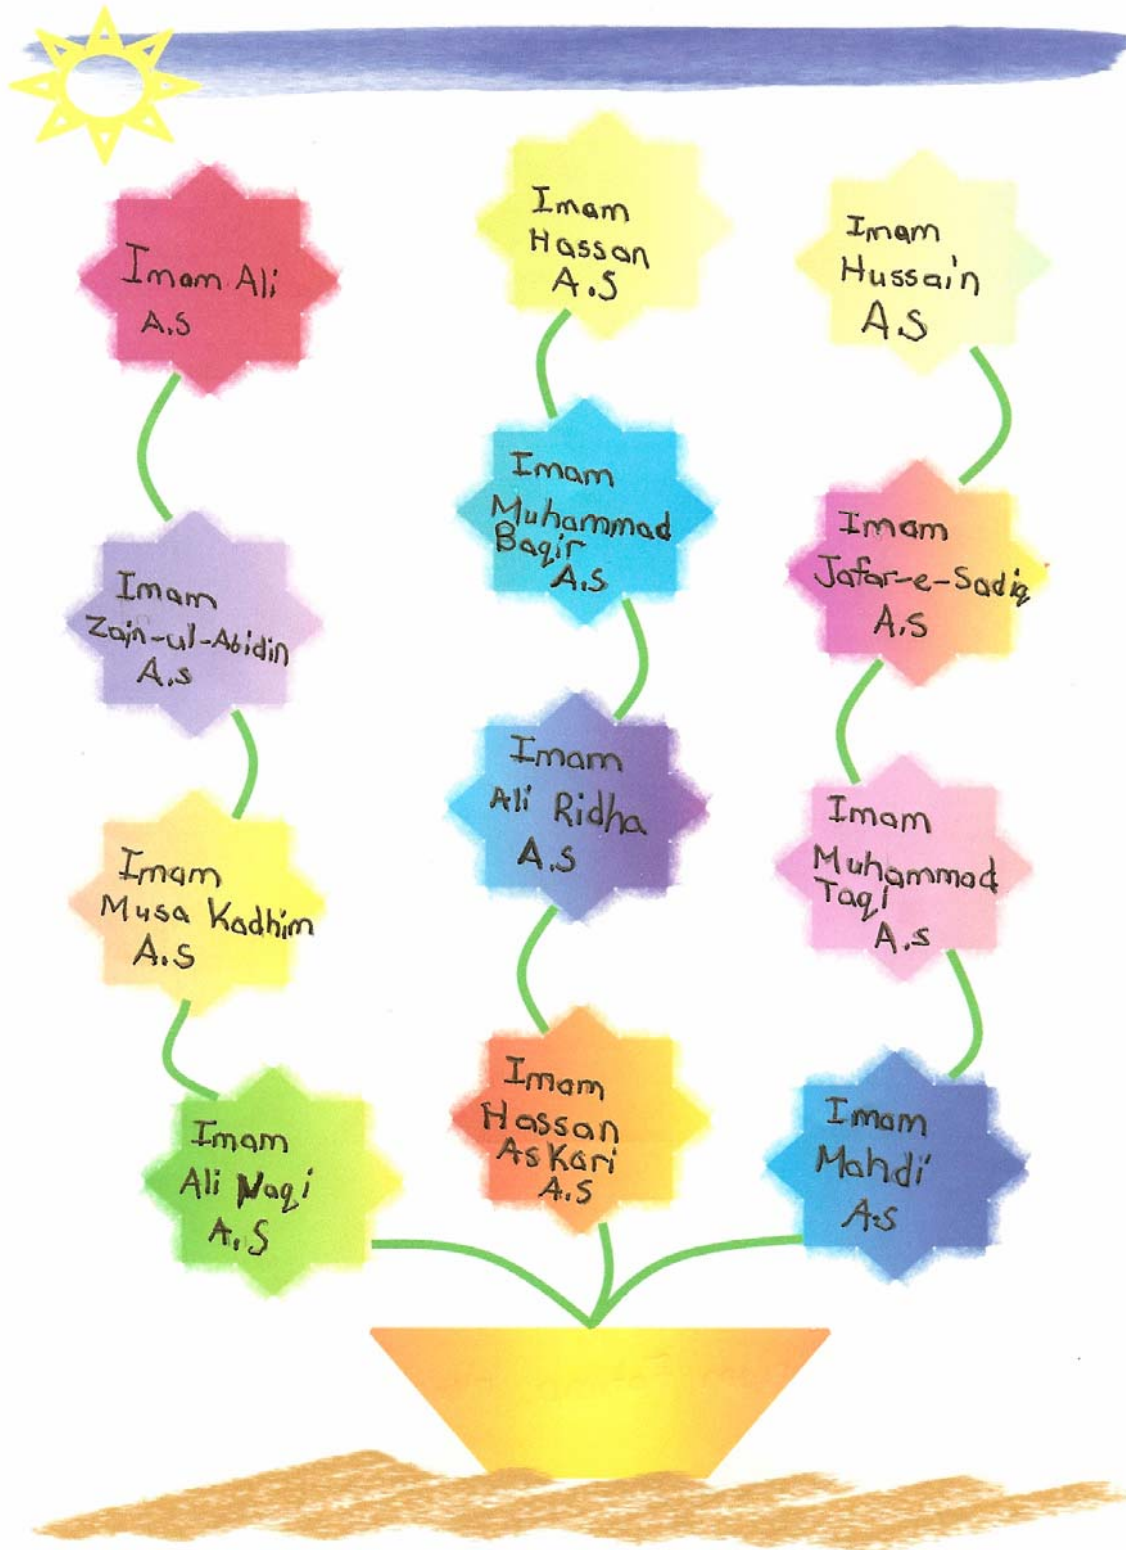 Imam Ali
A.S
Imam
Hassan
A.S
Imam
Hussain
A.S
Imam
Zain-ul-Abidin
A.s
Imam
Muhammad
Baqir
A.S
Imam
Jafar-e-Sadiq
A.S
Imam
Musa Kadhim
A.S
Imam
Ali Ridha
A.S
Imam
Muhammad
Taqi
A.s
Imam
Ali Naqi
A.S
Imam
Hassan
Askari
A.S
Imam
Mahdi
A.S